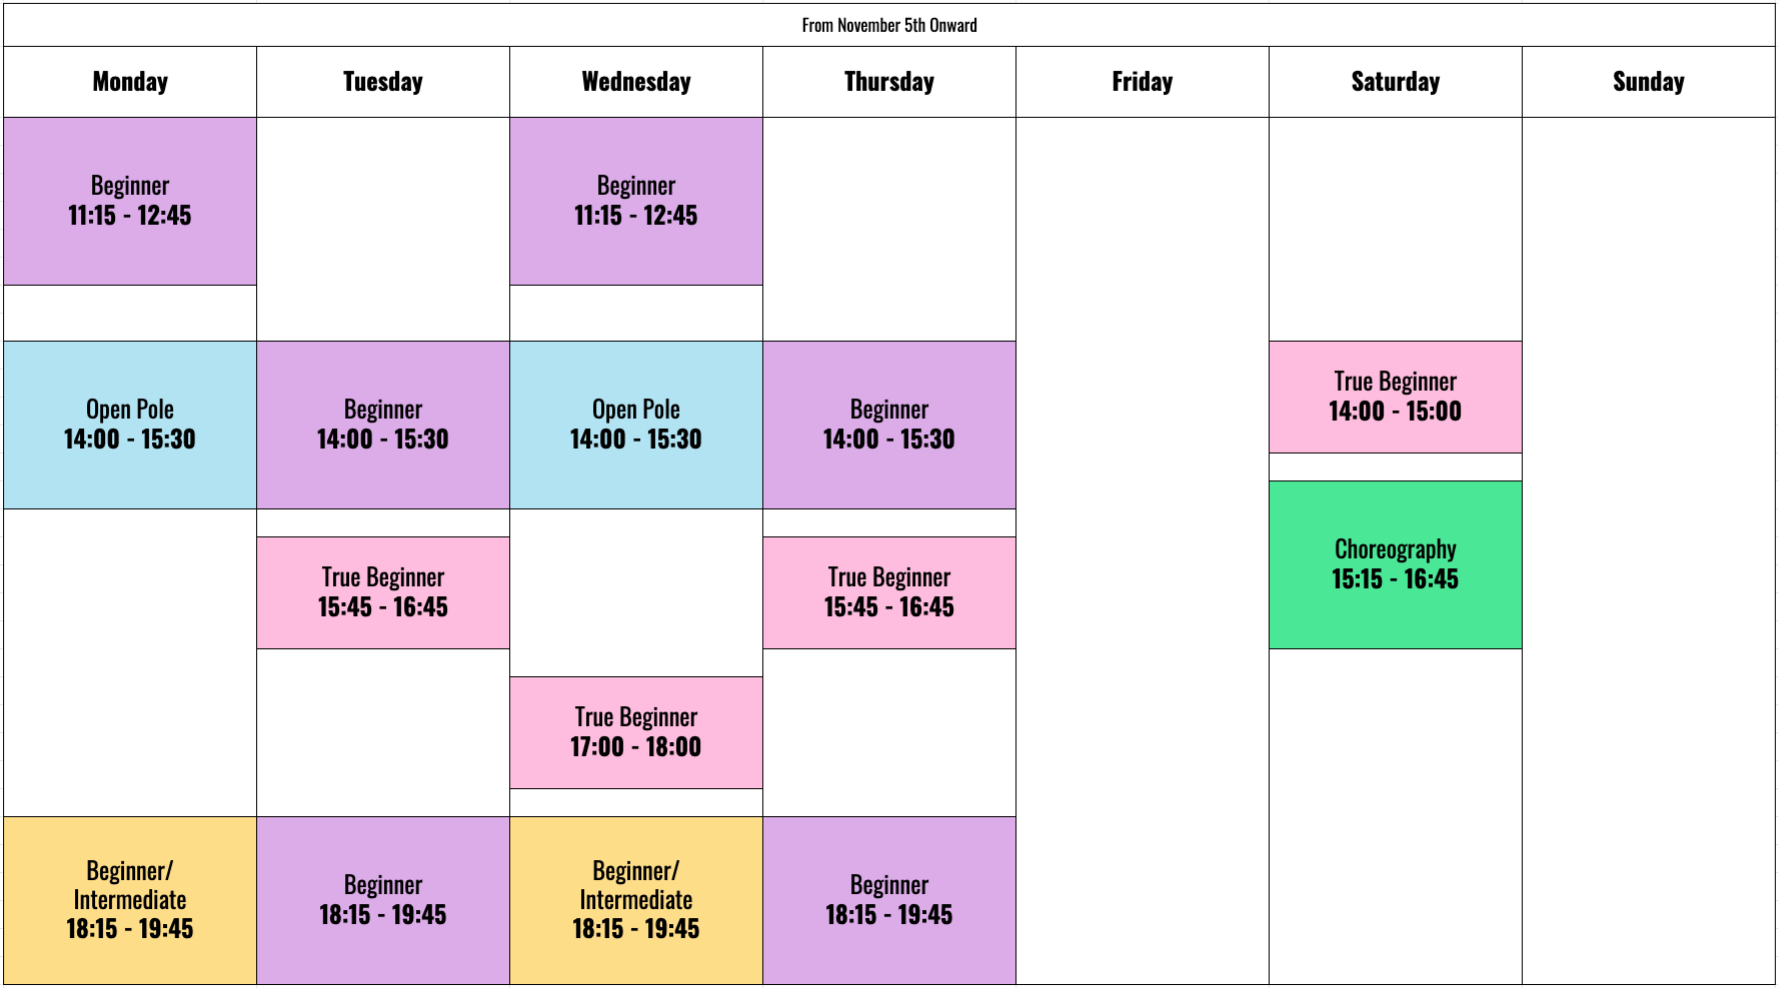 From November 5th Onward
Monday
Tuesday
Wednesday
Thursday
Friday
Saturday
Sunday
Beginner
11:15 - 12:45
Beginner
11:15 - 12:45
Open Pole
14:00 - 15:30
Beginner
14:00 - 15:30
Open Pole
14:00 - 15:30
Beginner
14:00 - 15:30
True Beginner
14:00 - 15:00
Choreography
15:15 - 16:45
True Beginner
15:45 - 16:45
True Beginner
15:45 - 16:45
True Beginner
17:00 - 18:00
Beginner/
Intermediate
18:15 - 19:45
Beginner
18:15 - 19:45
Beginner/
Intermediate
18:15 - 19:45
Beginner
18:15 - 19:45